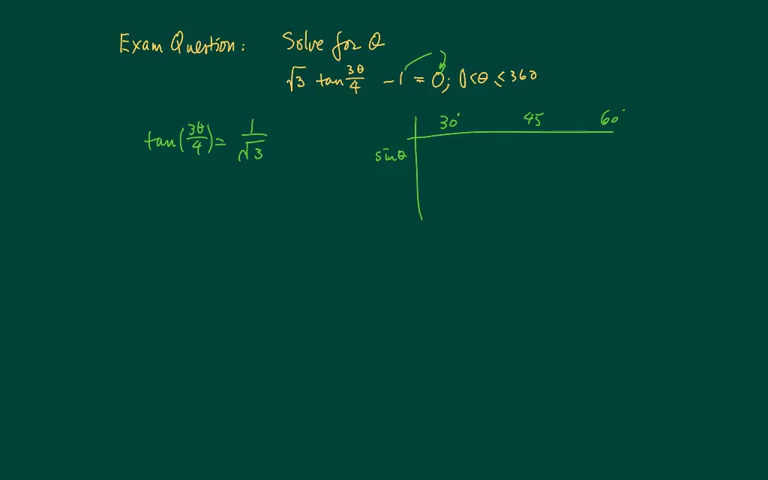 Exam Question: Solve for θ
√3 tan 3θ/4 - 1 = 0; 0<θ≤360
tan(3θ/4) = 1/√3
30° 45 60°
sinθ